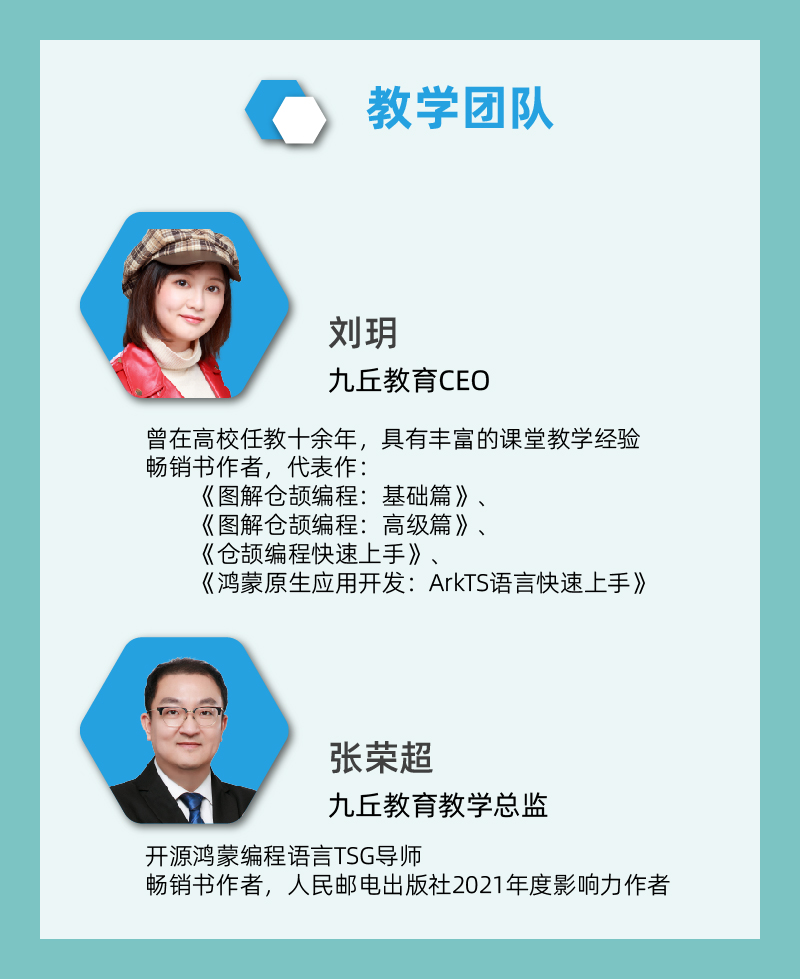 教学团队
刘玥
九丘教育CEO
曾在高校任教十余年，具有丰富的课堂教学经验
畅销书作者，代表作：
《图解仓颉编程：基础篇》、
《图解仓颉编程：高级篇》、
《仓颉编程快速上手》、
《鸿蒙原生应用开发：ArkTS语言快速上手》
张荣超
九丘教育教学总监
开源鸿蒙编程语言TSG导师
畅销书作者，人民邮电出版社2021年度影响力作者